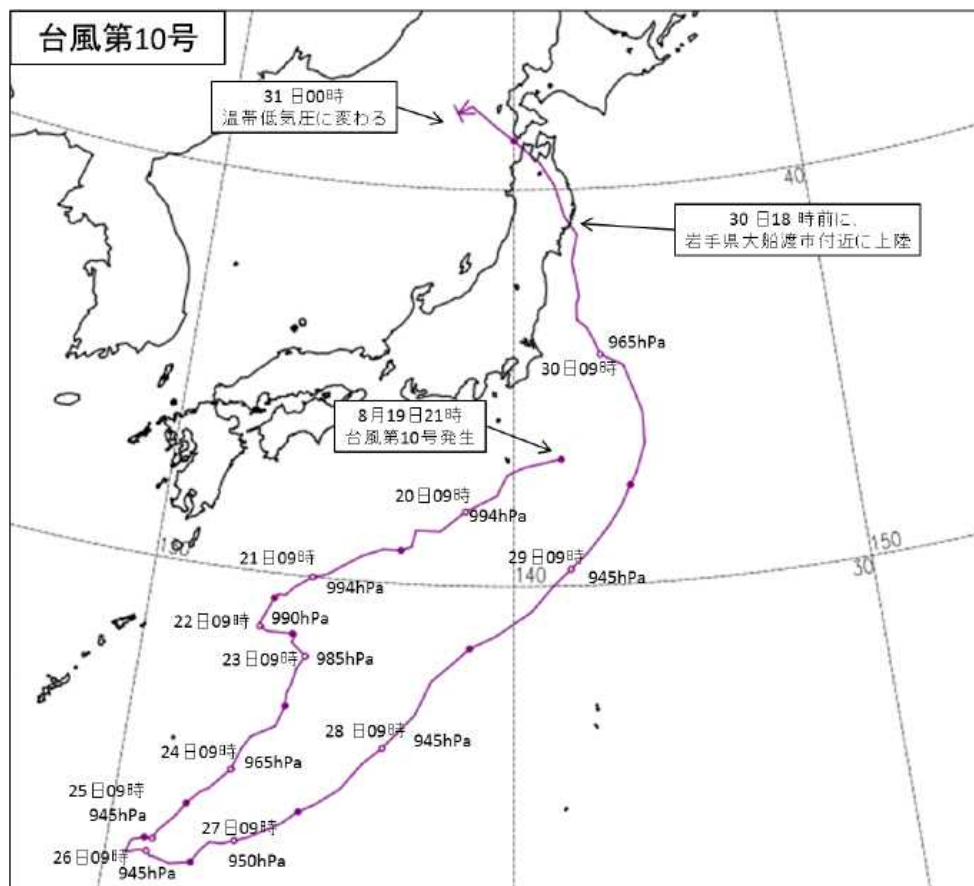 台風第10号
31 日00時
温帯低気圧に変わる
40
30 日18 時前に、
岩手県大船渡市付近に上陸
965hPa
30日09時
8月19日21時
台風第10号発生
20日09時
994hPa
130
21日09時
994hPa
29日09時
945hPa
140
150
30
22日09時
990hPa
23日09時
985hPa
28 日09時
945hPa
24日09時
965hPa
25日09時
945hPa
27日09時
950hPa
26日09時
945hPa